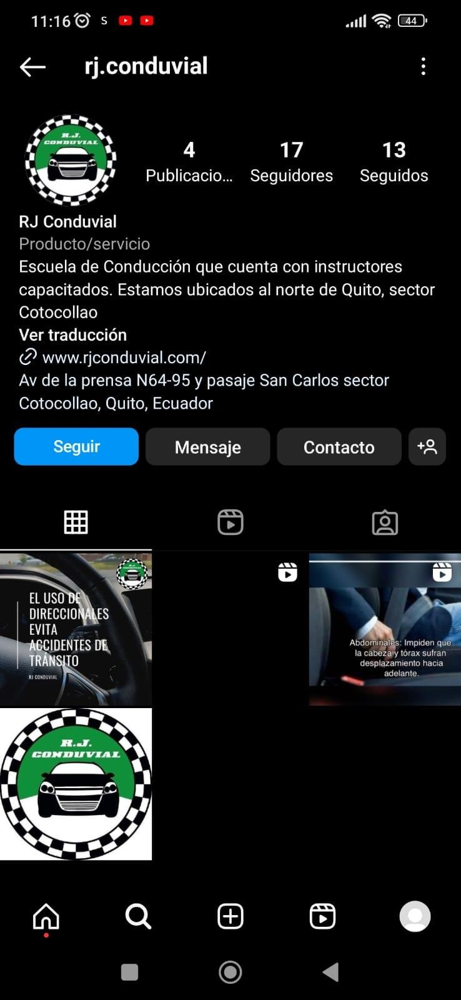 11:16 S 44
rj.conduvial
R.J.
CONDUVIAL
4 17 13
Publicacio... Seguidores Seguidos
RJ Conduvial
Producto/servicio
Escuela de Conducción que cuenta con instructores
capacitados. Estamos ubicados al norte de Quito, sector
Cotocollao
Ver traducción
www.rjconduvial.com/
Av de la prensa N64-95 y pasaje San Carlos sector
Cotocollao, Quito, Ecuador
Seguir Mensaje Contacto
R.J.
CONDUVIAL
EL USO DE
DIRECCIONALES
EVITA
ACCIDENTES DE
TRÁNSITO
RJ CONDUVIAL
Abdominales: Impiden que
la cabeza y tórax sufran
desplazamiento hacia
adelante.
R.J.
CONDUVIAL